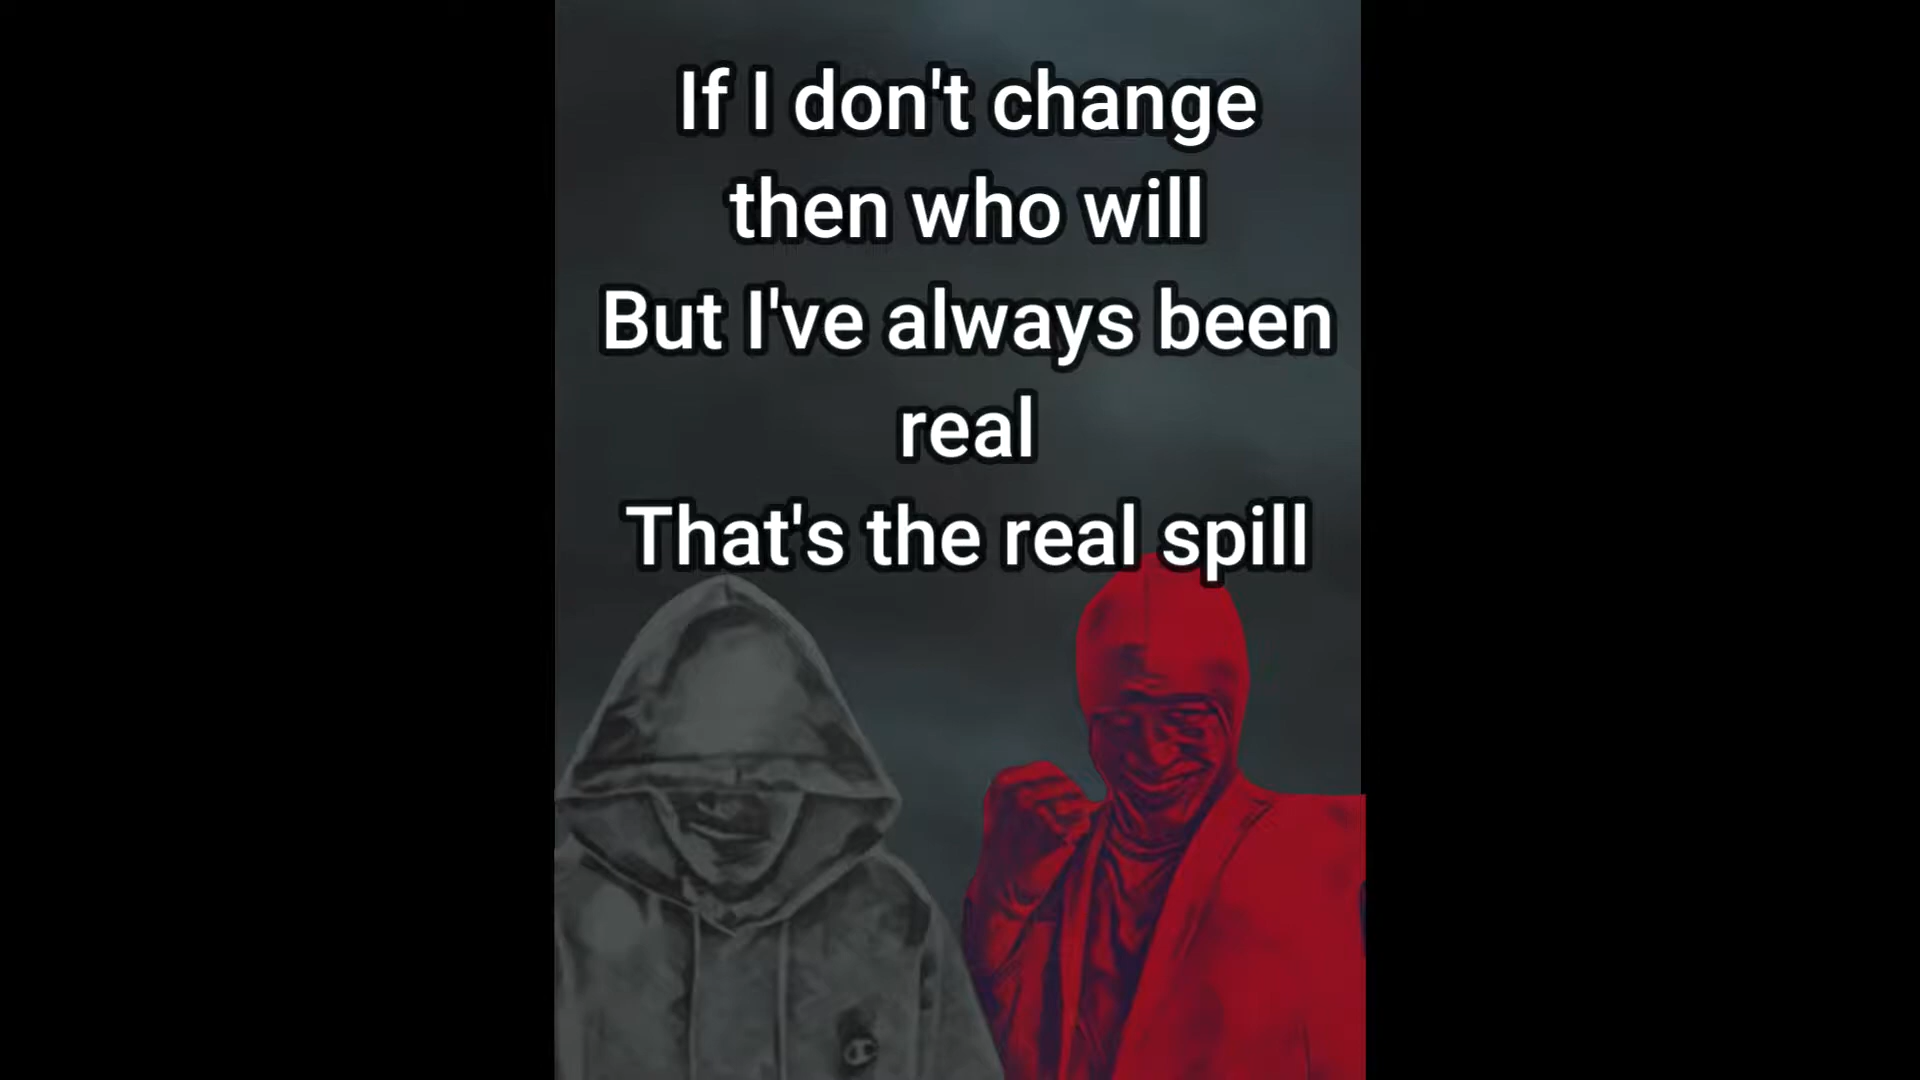 If I don't change
then who will
But I've always been
real
That's the real spill